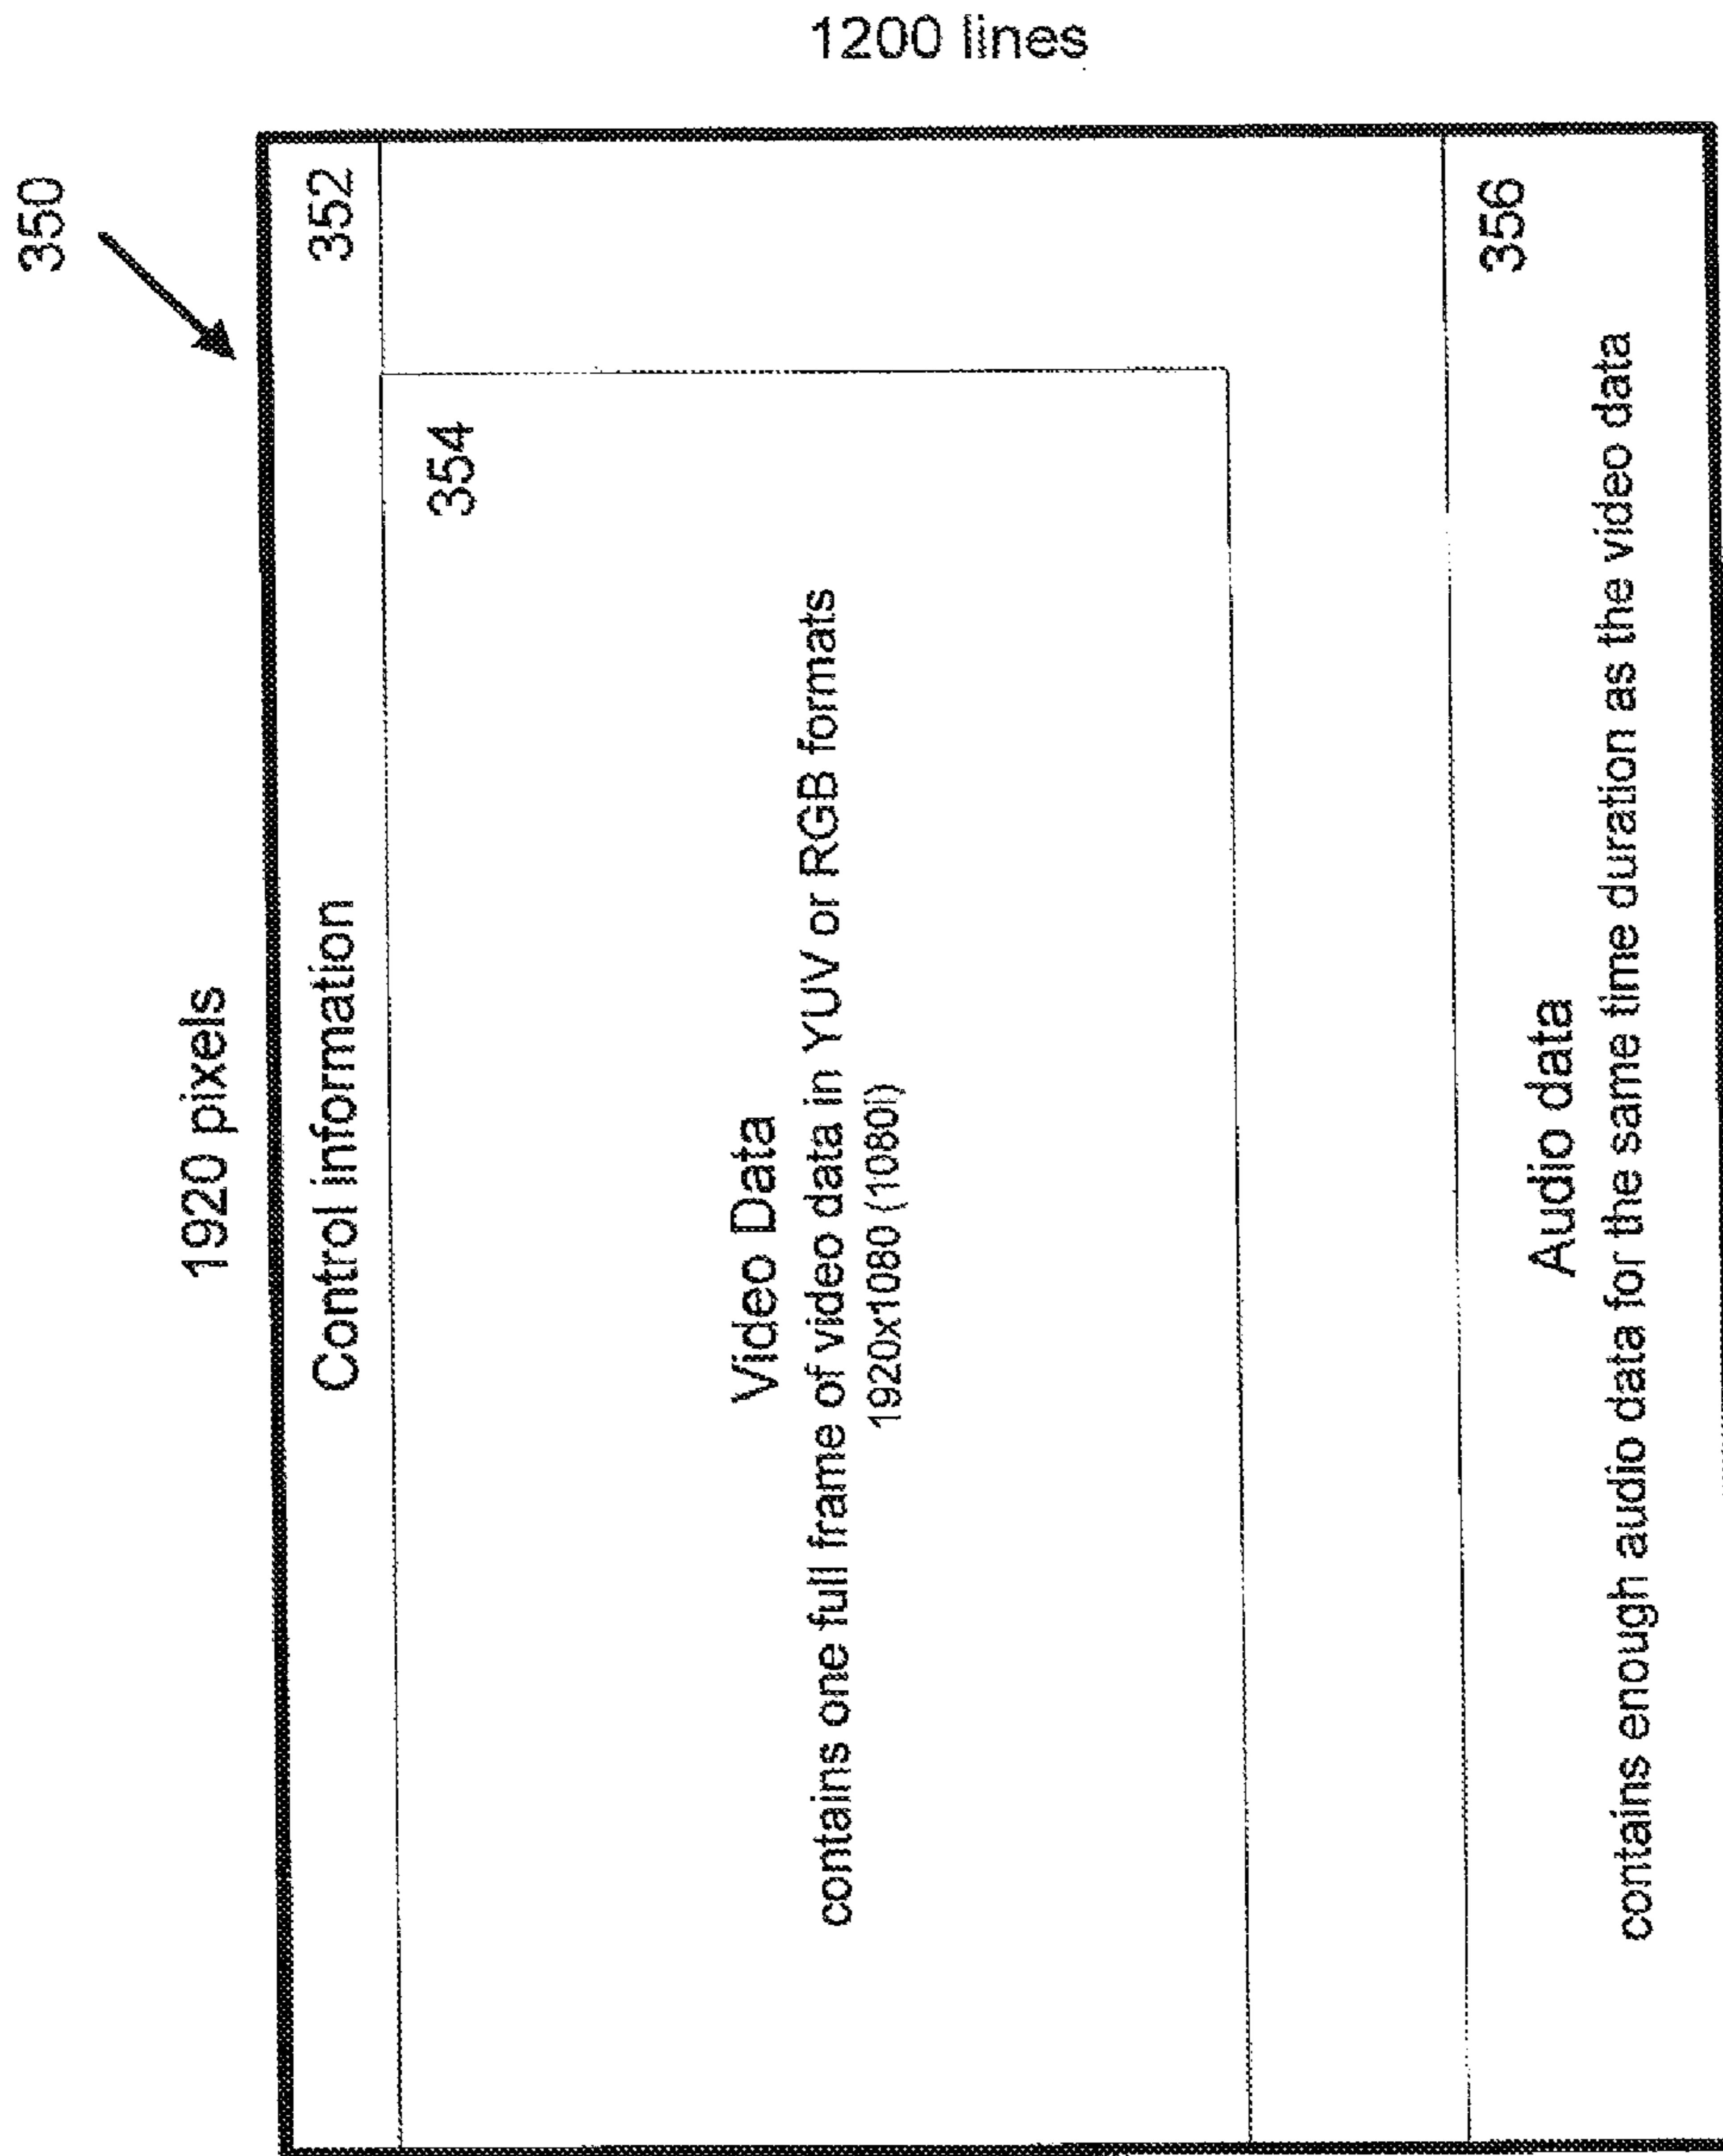 350
1920 pixels
1200 lines
Control information
352
354
Video Data
contains one full frame of video data in YUV or RGB formats
1920x1080 (1080i)
356
Audio data
contains enough audio data for the same time duration as the video data